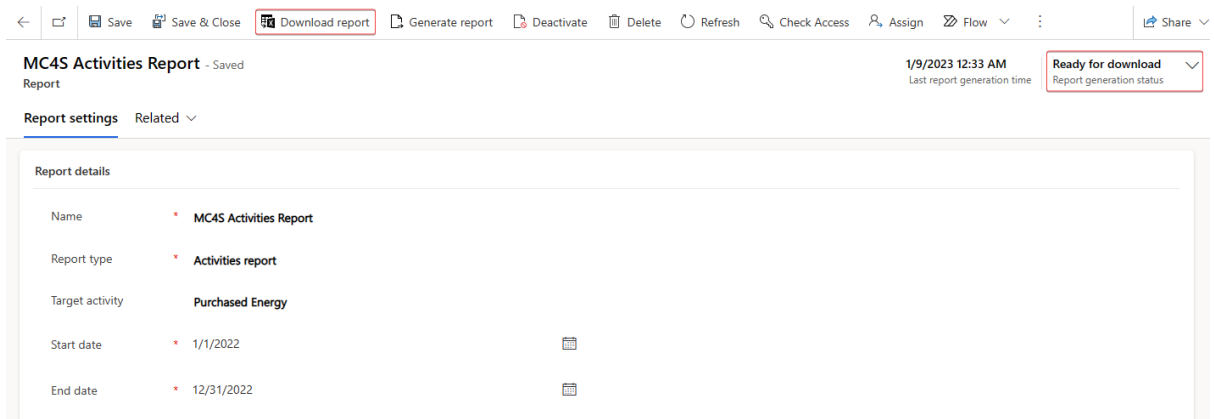 Save Save & Close Download report Generate report Deactivate Delete Refresh Check Access Assign Flow Share
MC4S Activities Report - Saved
Report
1/9/2023 12:33 AM
Last report generation time
Ready for download
Report generation status
Report settings Related
Report details
Name * MC4S Activities Report
Report type * Activities report
Target activity Purchased Energy
Start date * 1/1/2022
End date * 12/31/2022